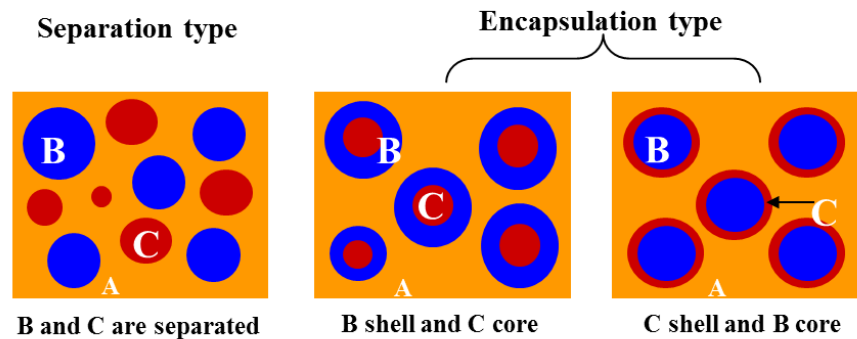 Separation type
Encapsulation type
B
C
A
B
C
A
B
C
A
B and C are separated
B shell and C core
C shell and B core